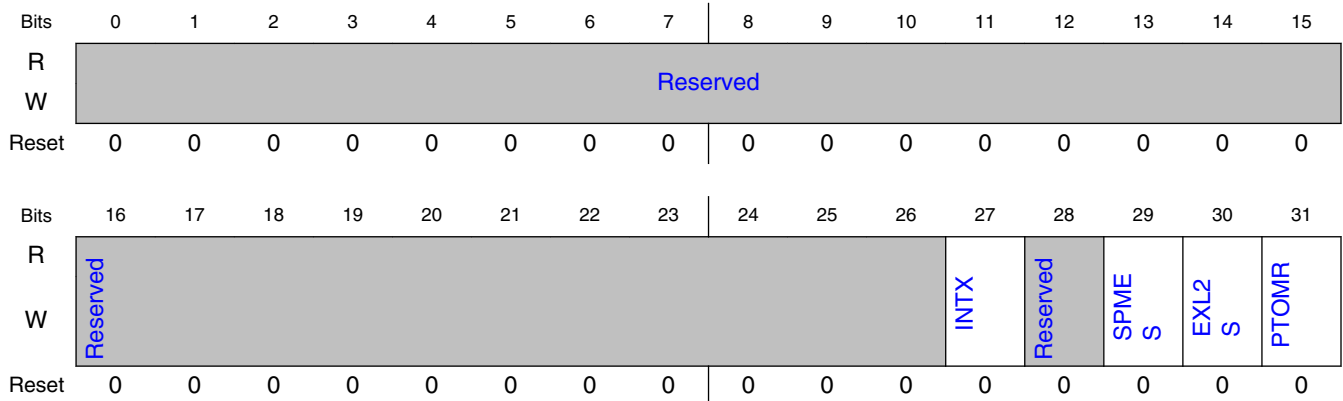 Bits 0 1 2 3 4 5 6 7 8 9 10 11 12 13 14 15
R
Reserved
W
Reset 0 0 0 0 0 0 0 0 0 0 0 0 0 0 0 0
Bits 16 17 18 19 20 21 22 23 24 25 26 27 28 29 30 31
R
W
Reserved
INTX
Reserved
SPME
S
EXL2
S
PTOMR
Reset 0 0 0 0 0 0 0 0 0 0 0 0 0 0 0 0